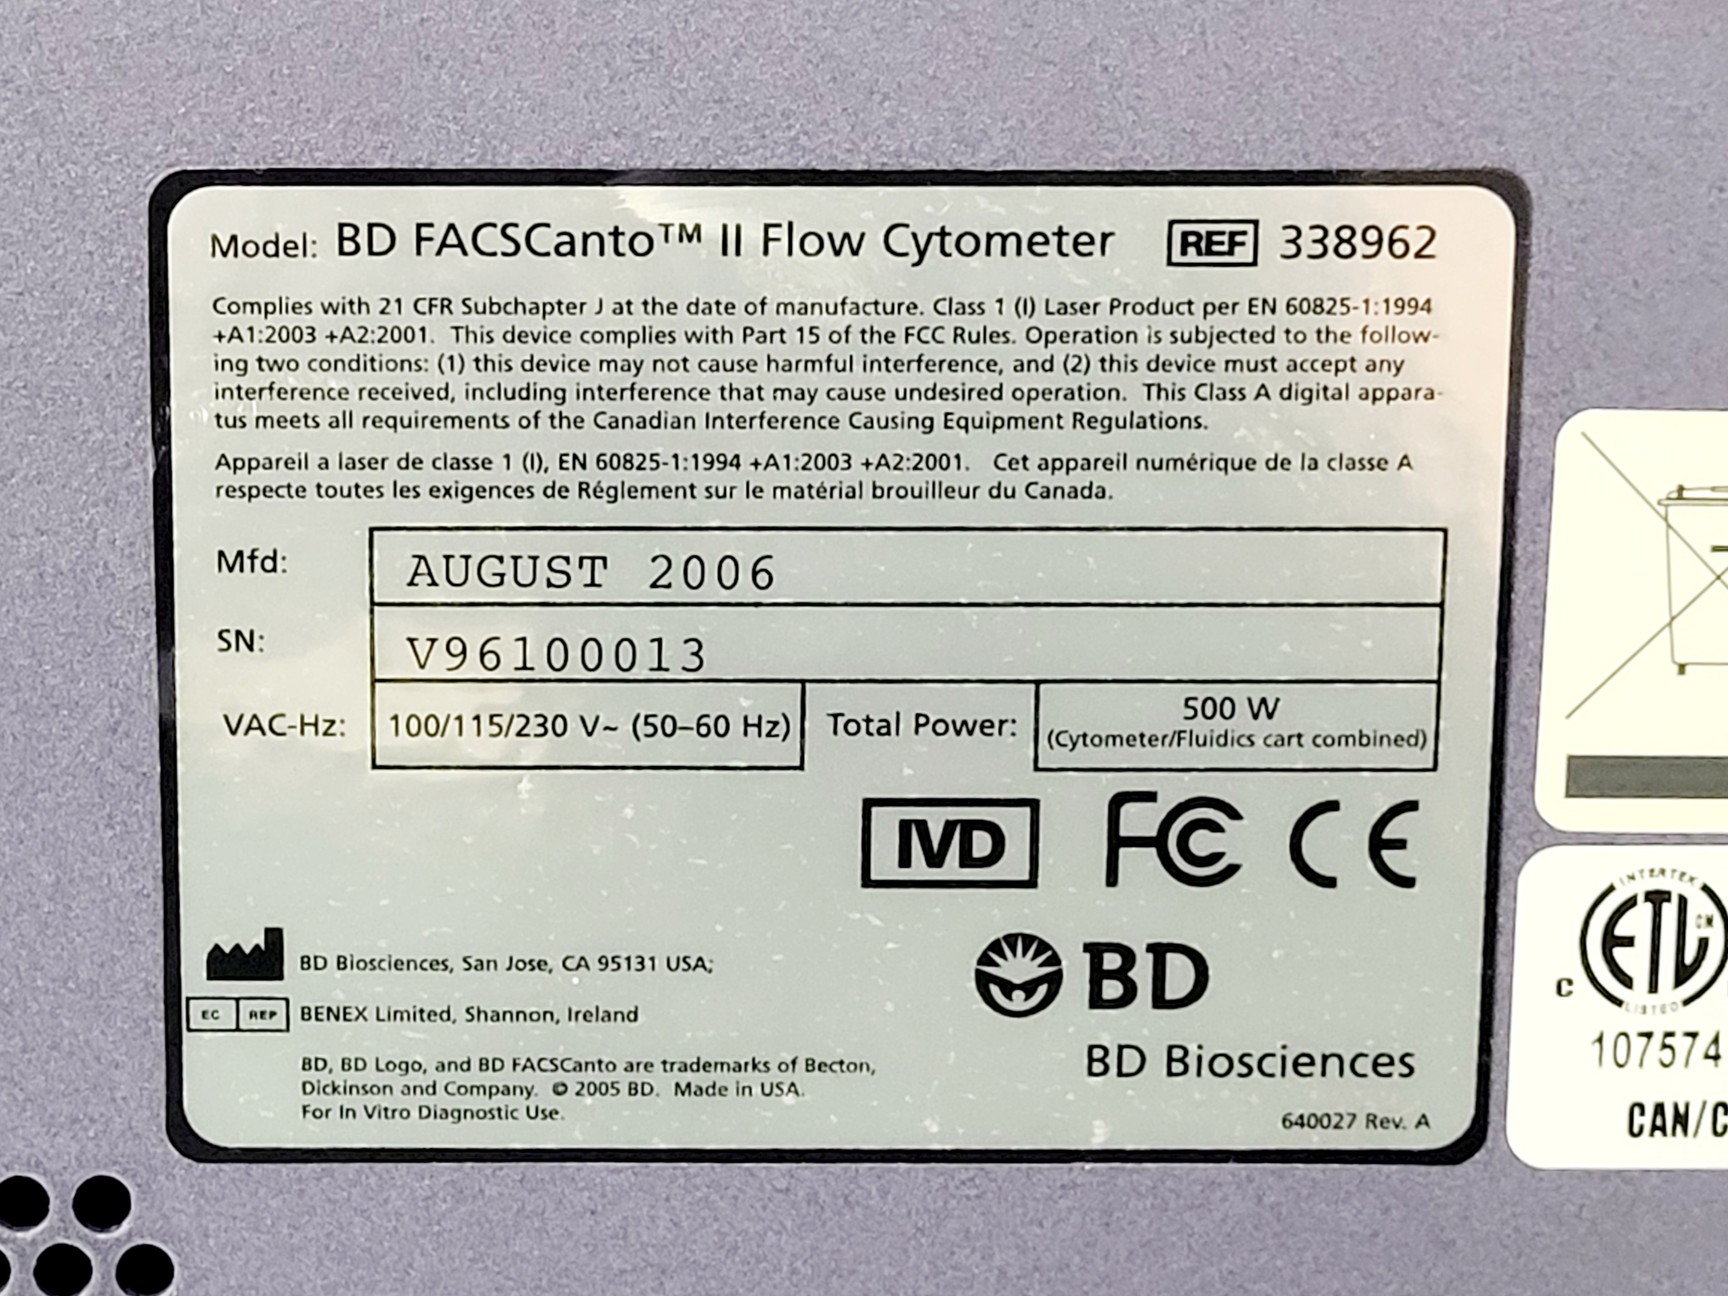 Model: BD FACSCanto™ II Flow Cytometer REF 338962
Complies with 21 CFR Subchapter J at the date of manufacture. Class 1 (I) Laser Product per EN 60825-1:1994
+A1:2003 +A2:2001. This device complies with Part 15 of the FCC Rules. Operation is subjected to the follow-
ing two conditions: (1) this device may not cause harmful interference, and (2) this device must accept any
interference received, including interference that may cause undesired operation. This Class A digital appara-
tus meets all requirements of the Canadian Interference Causing Equipment Regulations.
Appareil a laser de classe 1 (I), EN 60825-1:1994 +A1:2003 +A2:2001. Cet appareil numérique de la classe A
respecte toutes les exigences de Réglement sur le matérial brouilleur du Canada.
Mfd: AUGUST 2006
SN: V96100013
VAC-Hz: 100/115/230 V~ (50–60 Hz) Total Power: 500 W
(Cytometer/Fluidics cart combined)
IVD FC CE
BD Biosciences, San Jose, CA 95131 USA;
EC REP BENEX Limited, Shannon, Ireland
BD, BD Logo, and BD FACSCanto are trademarks of Becton,
Dickinson and Company. © 2005 BD. Made in USA.
For In Vitro Diagnostic Use.
BD
BD Biosciences
640027 Rev. A
INTERTEK
C ETL CM
LISTED
107574
CAN/C